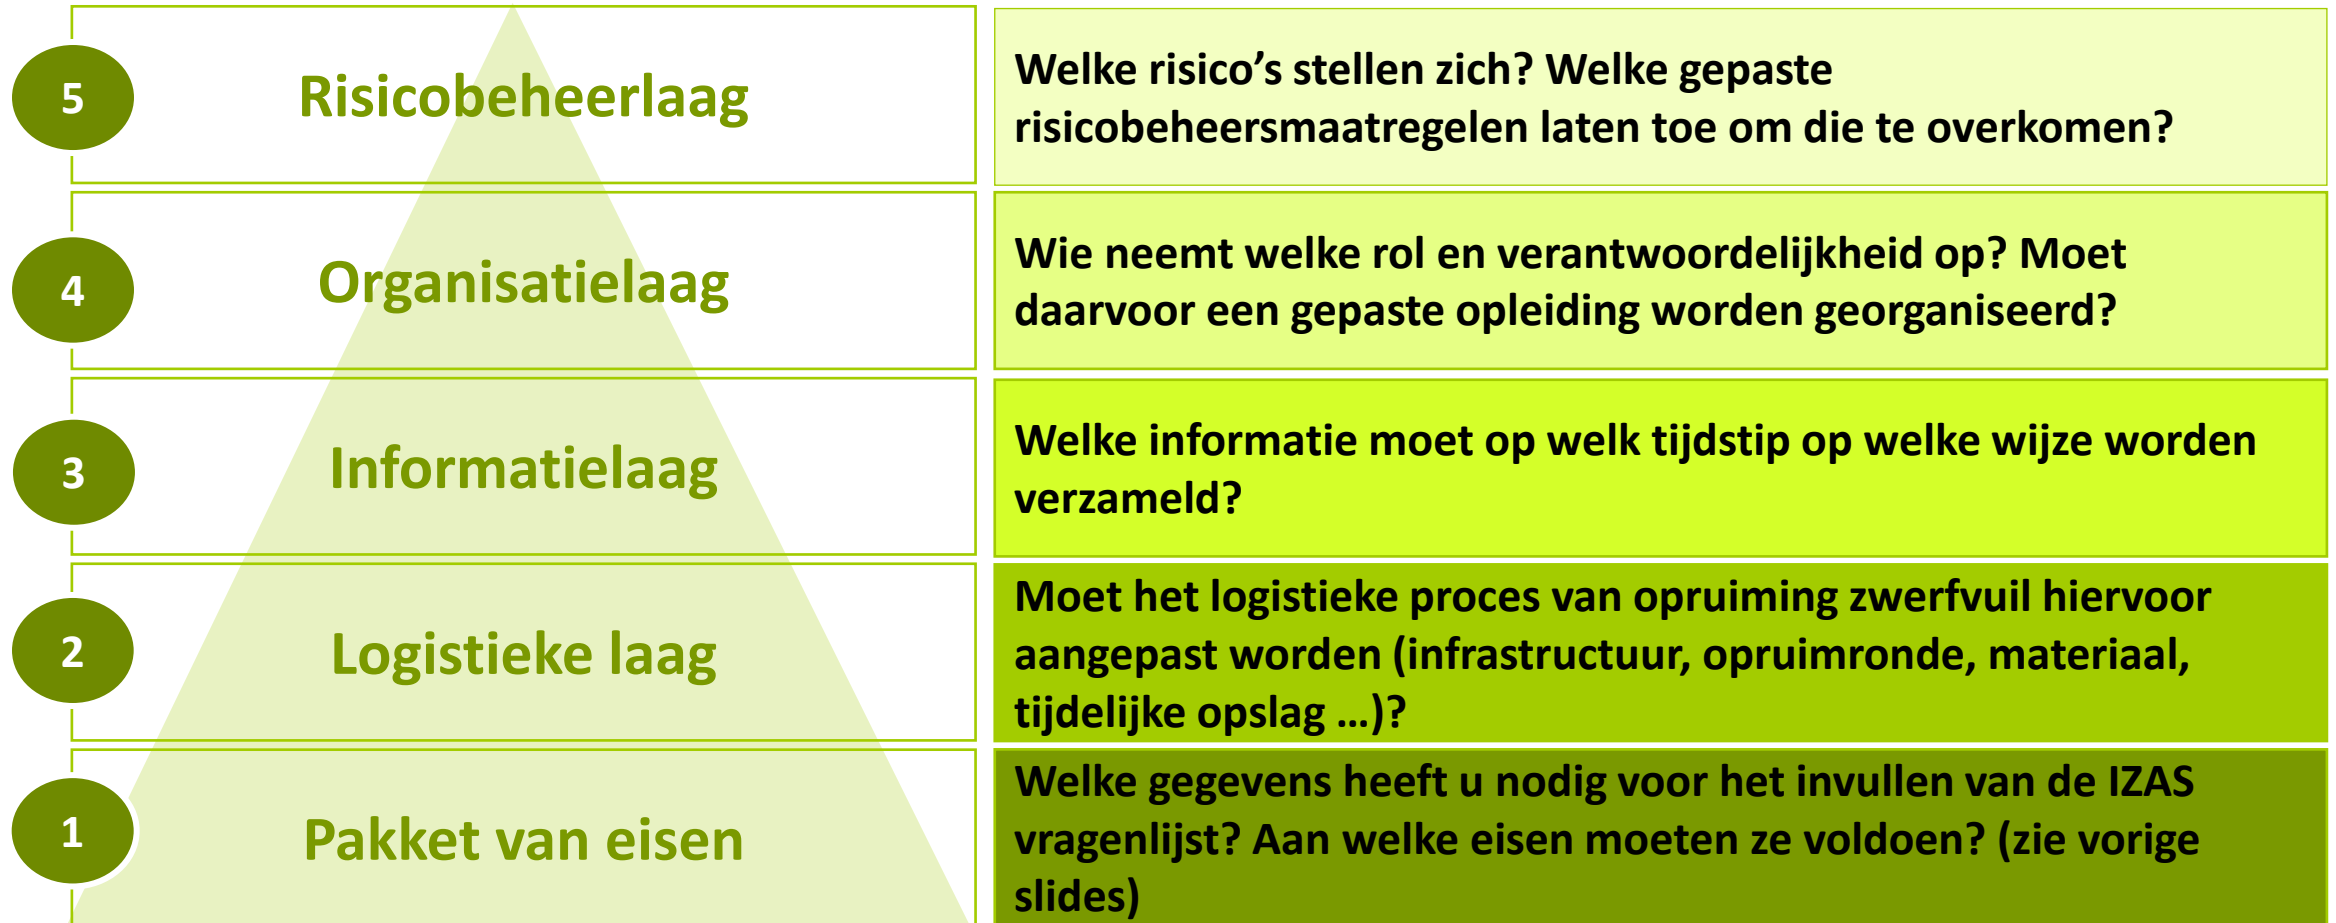 5
Risicobeheerlaag
Welke risico’s stellen zich? Welke gepaste
risicobeheersmaatregelen laten toe om die te overkomen?
4
Organisatielaag
Wie neemt welke rol en verantwoordelijkheid op? Moet
daarvoor een gepaste opleiding worden georganiseerd?
3
Informatielaag
Welke informatie moet op welk tijdstip op welke wijze worden
verzameld?
2
Logistieke laag
Moet het logistieke proces van opruiming zwerfvuil hiervoor
aangepast worden (infrastructuur, opruimronde, materiaal,
tijdelijke opslag …)?
1
Pakket van eisen
Welke gegevens heeft u nodig voor het invullen van de IZAS
vragenlijst? Aan welke eisen moeten ze voldoen? (zie vorige
slides)